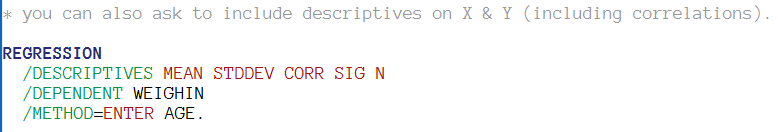 * you can also ask to include descriptives on X & Y (including correlations).
REGRESSION
/DESCRIPTIVES MEAN STDDEV CORR SIG N
/DEPENDENT WEIGHIN
/METHOD=ENTER AGE.